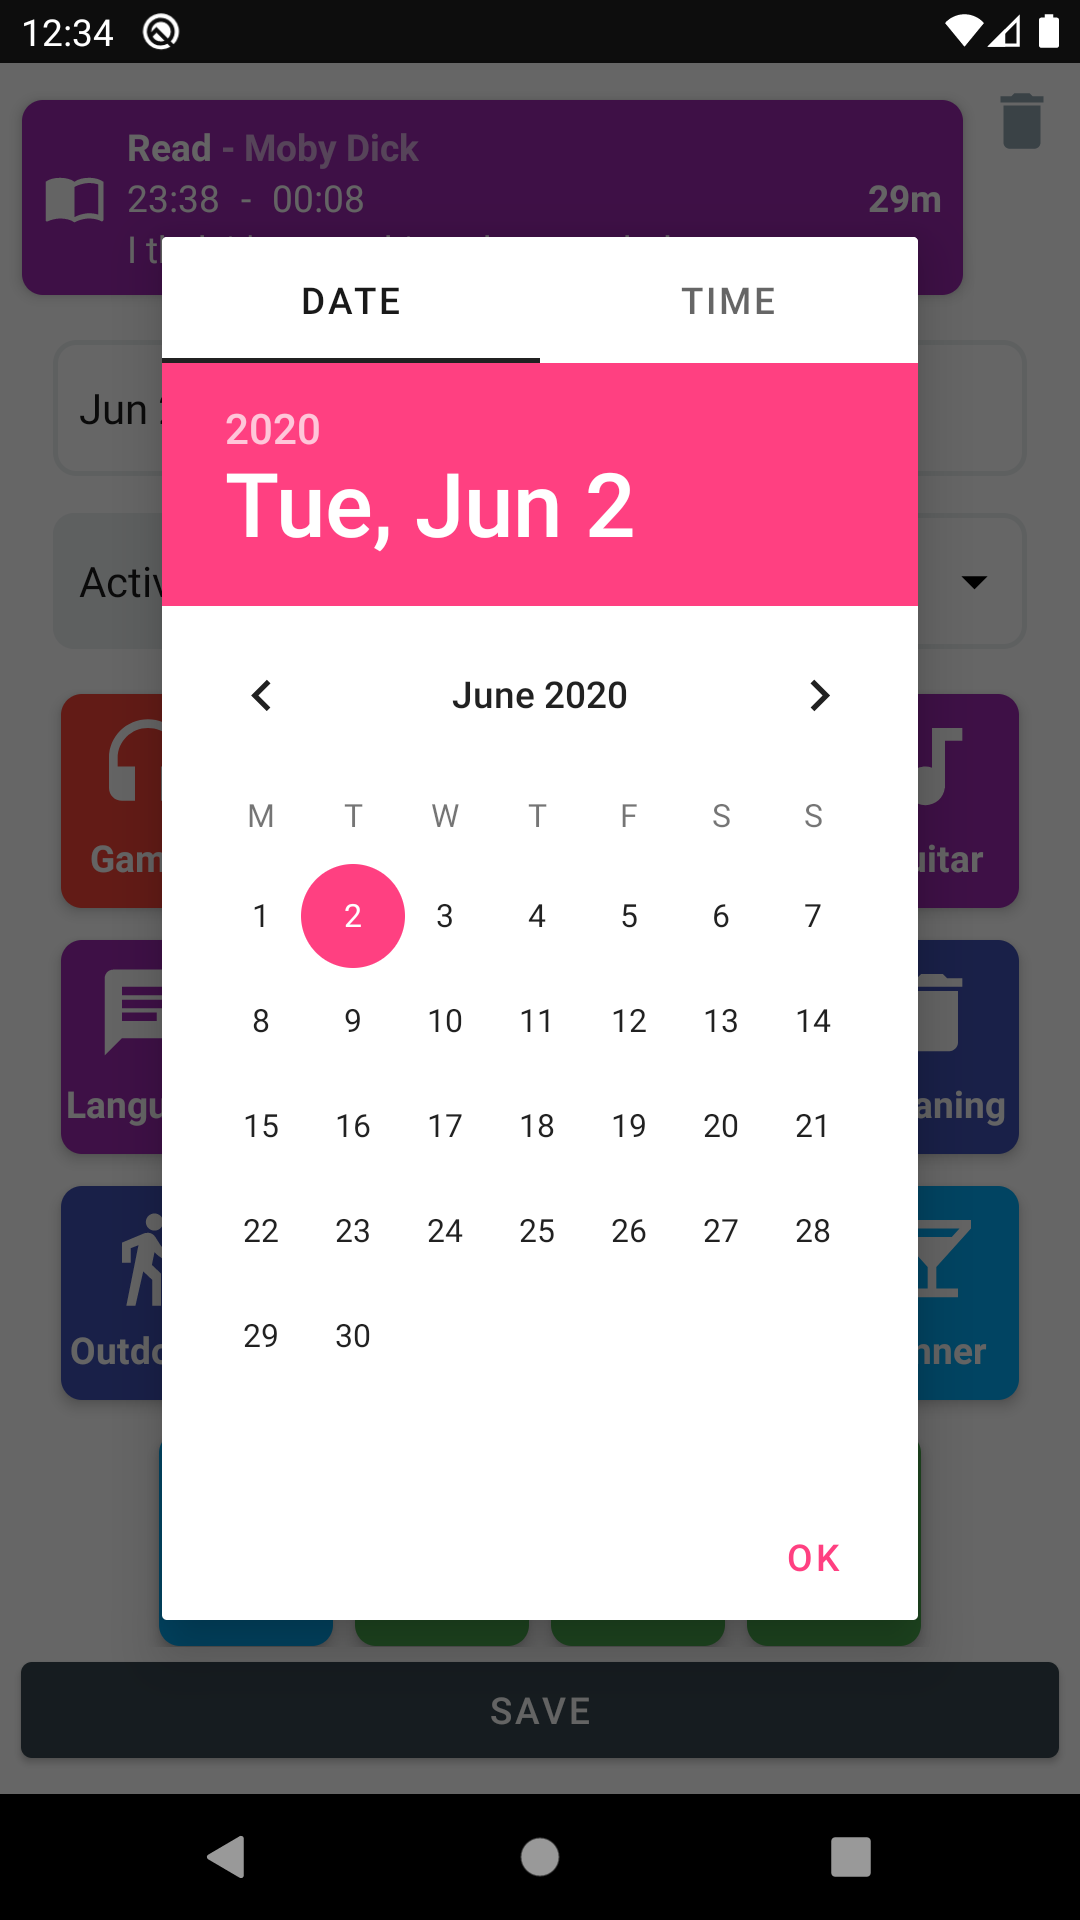 12:34
Read - Moby Dick
23:38 - 00:08
29m
DATE TIME
Jun
2020
Tue, Jun 2
June 2020
M T W T F S S
1 2 3 4 5 6 7
8 9 10 11 12 13 14
15 16 17 18 19 20 21
22 23 24 25 26 27 28
29 30
OK
SAVE